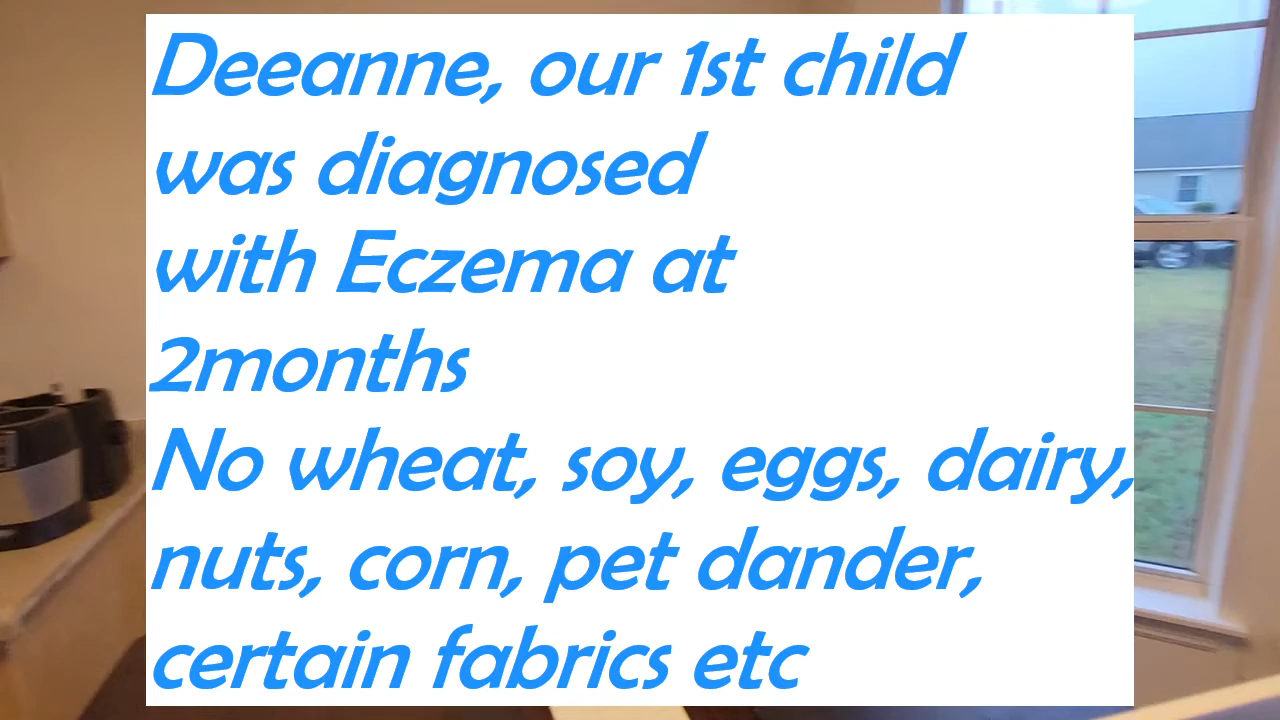 Deeanne, our 1st child
was diagnosed
with Eczema at
2months
No wheat, soy, eggs, dairy,
nuts, corn, pet dander,
certain fabrics etc